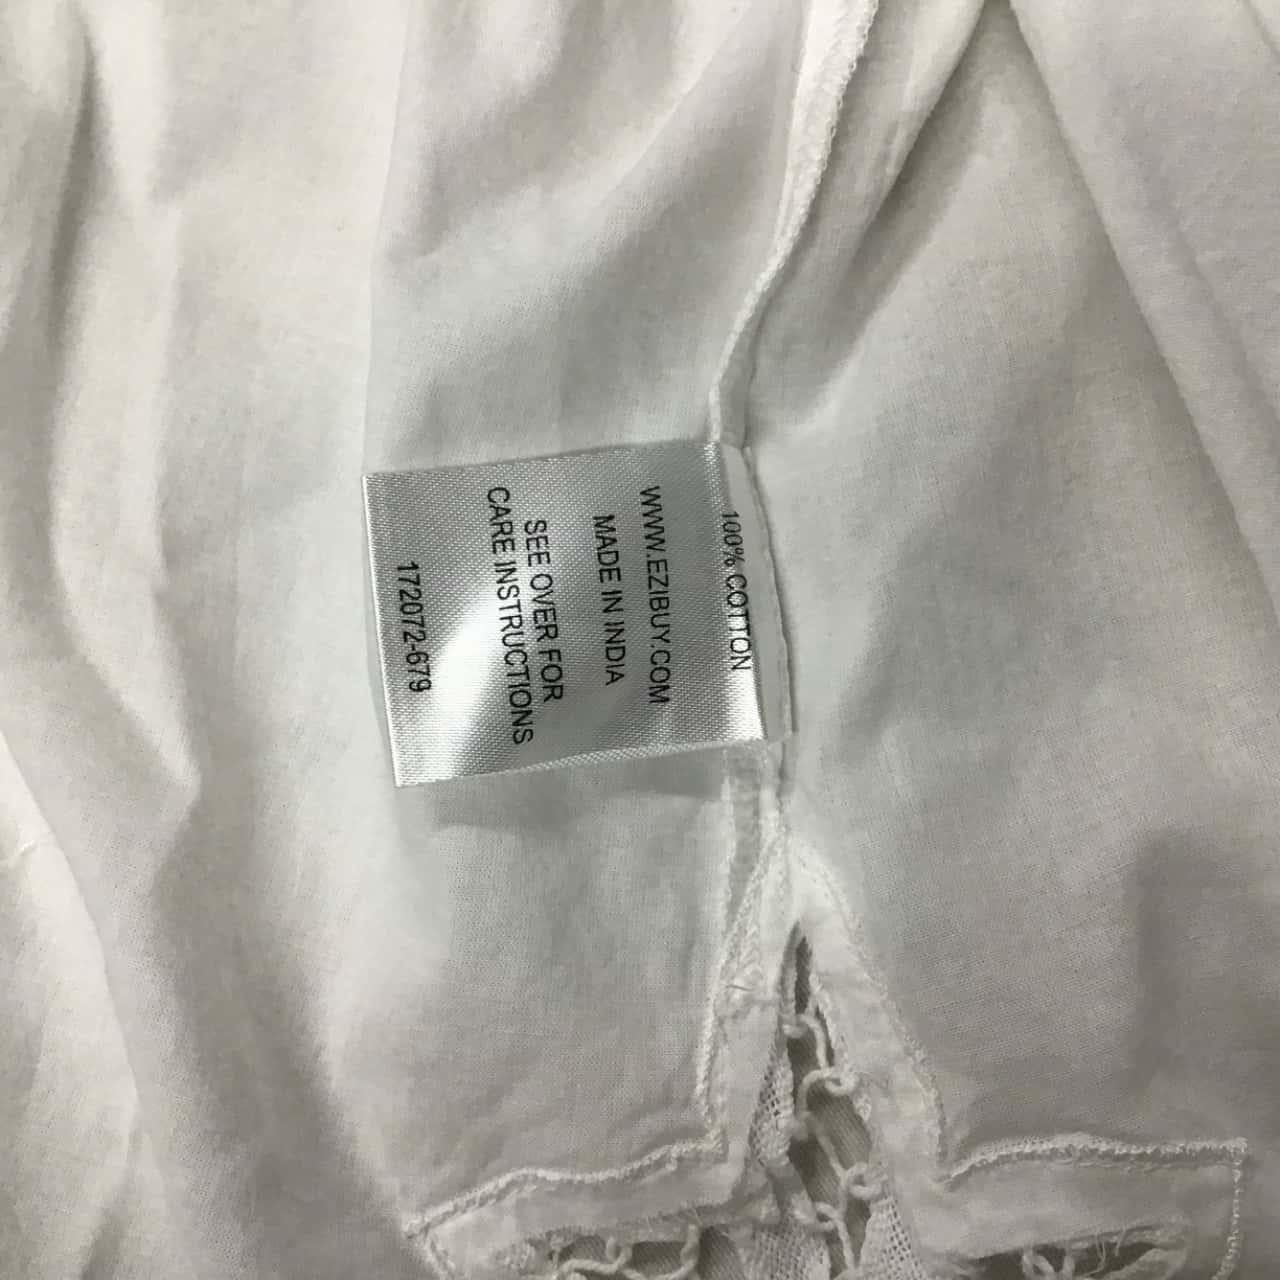 100% COTTON
WWW.EZIBUY.COM
MADE IN INDIA
SEE OVER FOR
CARE INSTRUCTIONS
172072-679